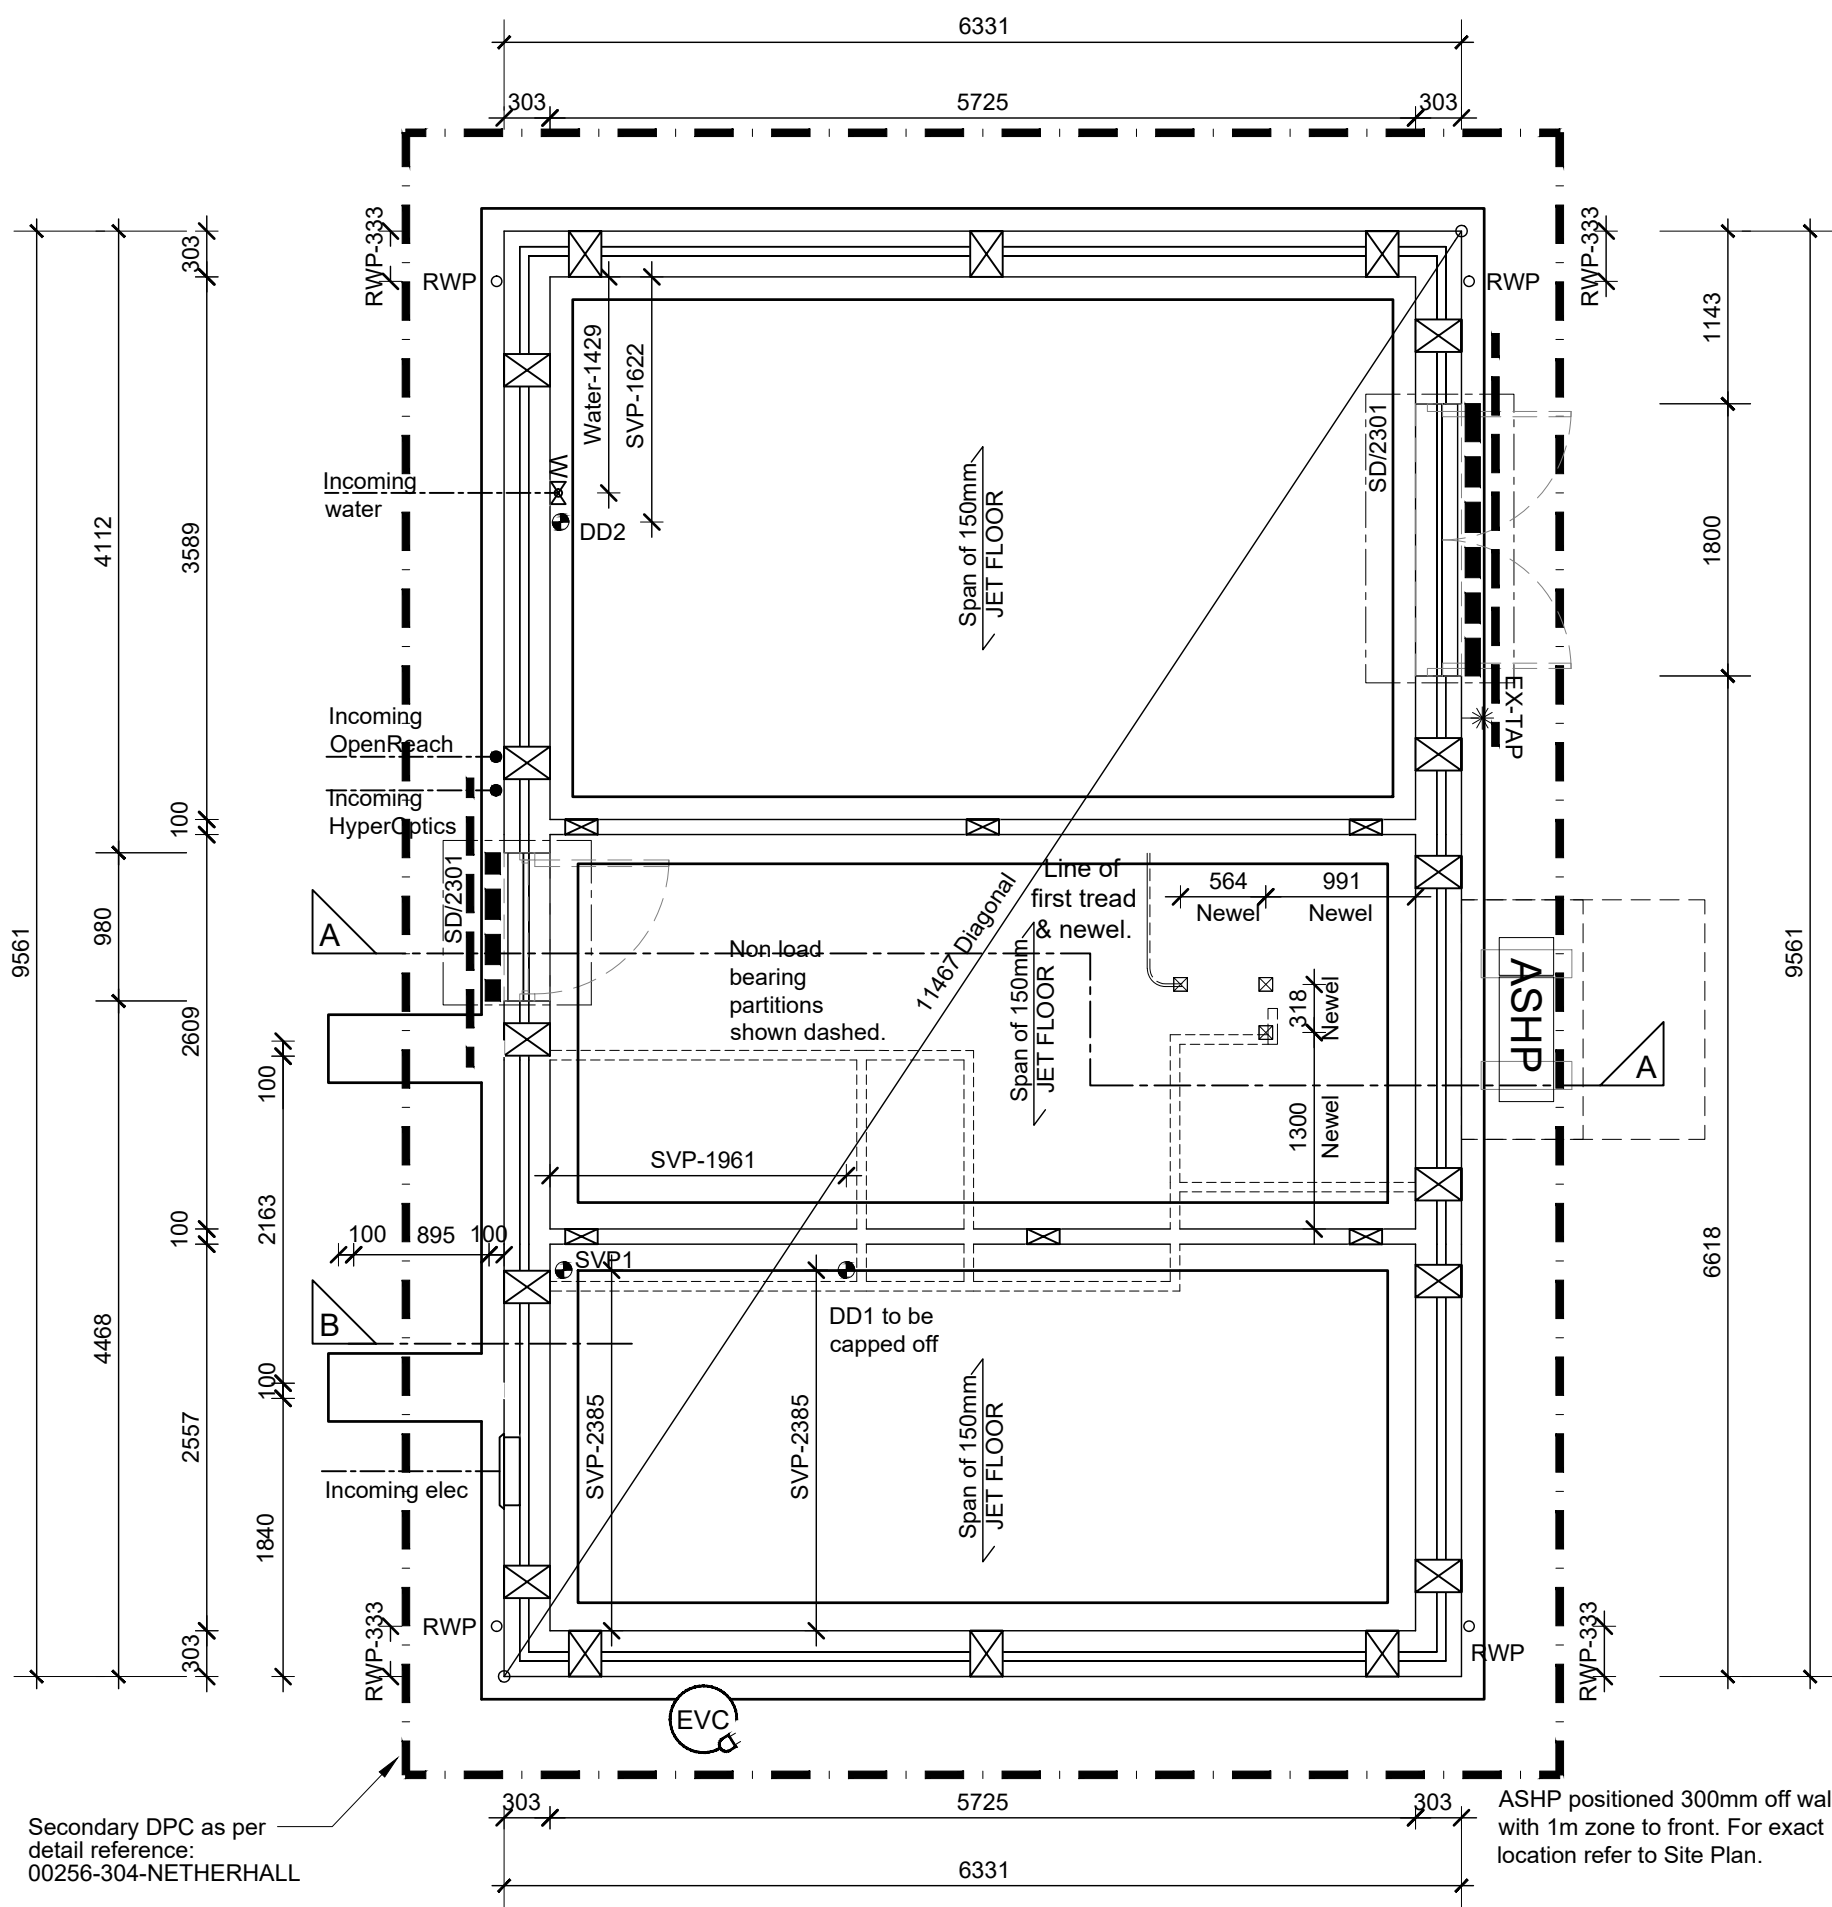 6331
303
5725
303
RWP-333
RWP
RWP
RWP-333
303
1143
Water-1429
SVP-1622
SD/2301
W
Incoming
water
DD2
Span of 150mm
JET FLOOR
4112
3589
1800
EX-TAP
Incoming
OpenReach
Incoming
HyperOptics
100
Line of
first tread
& newel.
564
Newel
991
Newel
SD/2301
A
980
9561
9561
11467 Diagonal
Non load
bearing
partitions
shown dashed.
Span of 150mm
JET FLOOR
318
Newel
ASHP
A
2609
100
1300
Newel
SVP-1961
2163
100
100
895
100
SVP1
6618
B
4468
DD1 to be
capped off
100
2557
SVP-2385
SVP-2385
Span of 150mm
JET FLOOR
Incoming elec
1840
RWP
RWP-333
303
RWP
RWP-333
EVC
303
5725
303
6331
Secondary DPC as per
detail reference:
00256-304-NETHERHALL
ASHP positioned 300mm off wal
with 1m zone to front. For exact
location refer to Site Plan.